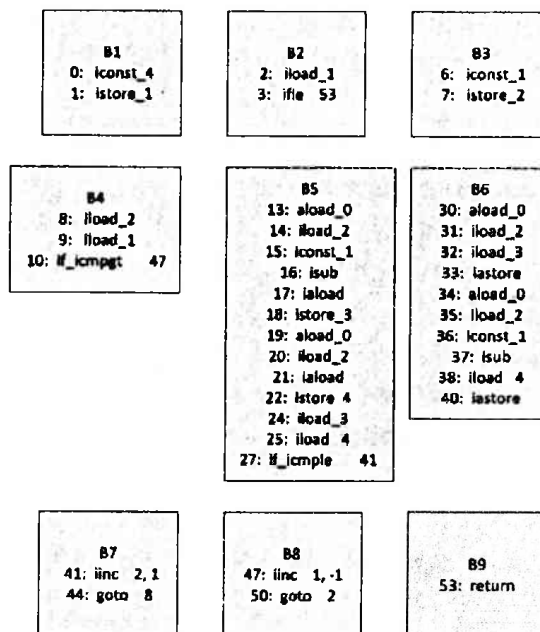 B1
0: iconst_4
1: istore_1
B2
2: iload_1
3: ifle 53
B3
6: iconst_1
7: istore_2
B4
8: iload_2
9: iload_1
10: if_icmpgt 47
B5
13: aload_0
14: iload_2
15: iconst_1
16: isub
17: iaload
18: istore_3
19: aload_0
20: iload_2
21: iaload
22: istore 4
24: iload_3
25: iload 4
27: if_icmple 41
B6
30: aload_0
31: iload_2
32: iload_3
33: iastore
34: aload_0
35: iload_2
36: iconst_1
37: isub
38: iload 4
40: iastore
B7
41: iinc 2, 1
44: goto 8
B8
47: iinc 1, -1
50: goto 2
B9
53: return